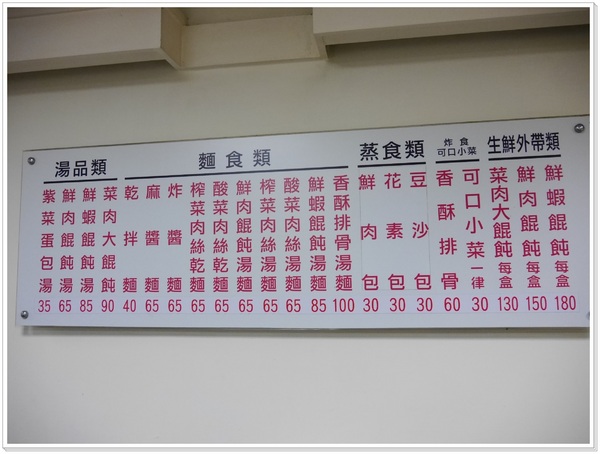 湯品類
紫菜蛋包湯 35
鮮肉餛飩湯 65
鮮蝦餛飩湯 85
菜肉大餛飩 90
麵食類
乾拌麵 40
麻醬麵 65
炸醬麵 65
榨菜肉絲乾麵 65
酸菜肉絲乾麵 65
鮮肉餛飩湯麵 65
榨菜肉絲湯麵 65
酸菜肉絲湯麵 65
鮮蝦餛飩湯麵 85
香酥排骨湯麵 100
蒸食類
鮮肉包 30
花素包 30
豆沙包 30
炸食
可口小菜
香酥排骨 60
可口小菜一律 30
生鮮外帶類
菜肉大餛飩每盒 130
鮮肉餛飩每盒 150
鮮蝦餛飩每盒 180